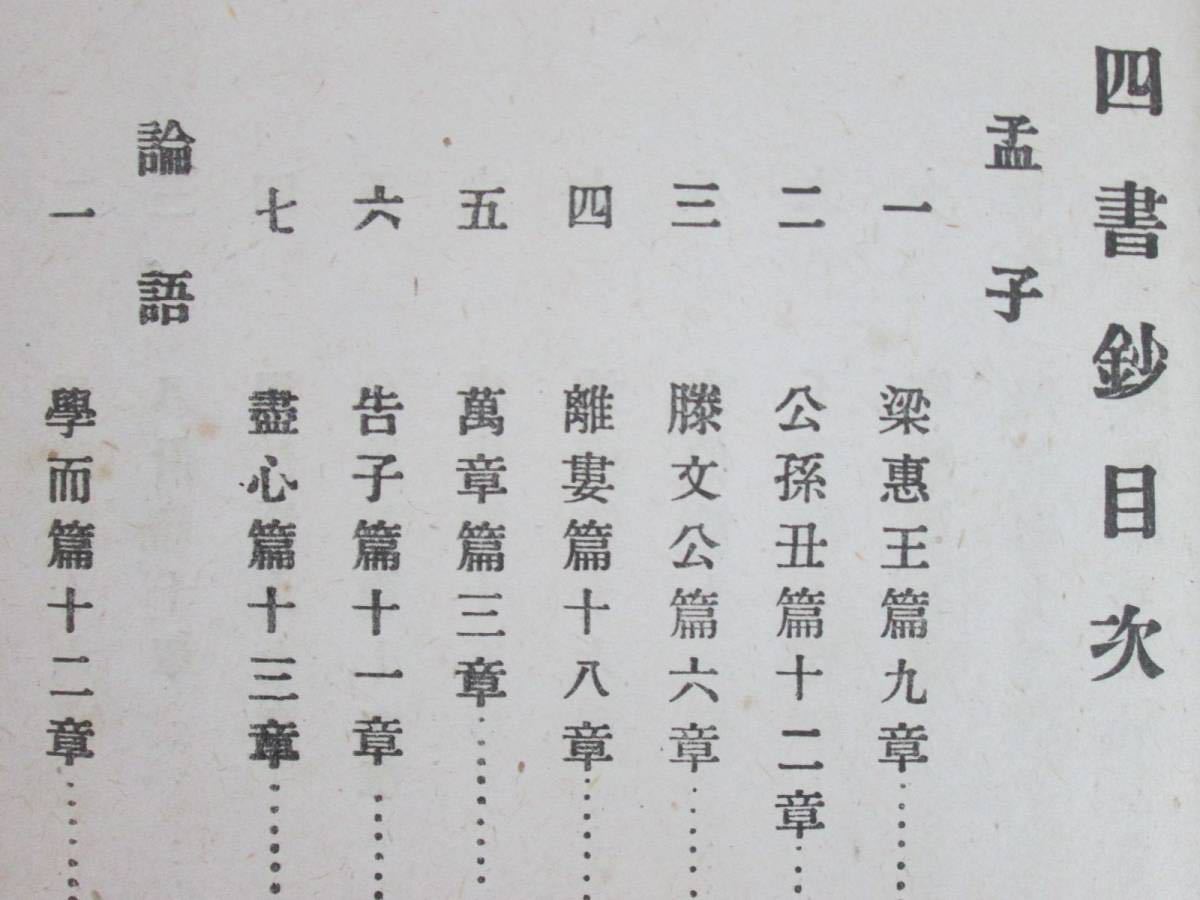 四書鈔目次
孟子
一 梁惠王篇九章
二 公孫丑篇十二章
三 滕文公篇六章
四 離婁篇十八章
五 萬章篇三章
六 告子篇十一章
七 盡心篇十三章
論語
一 學而篇十二章